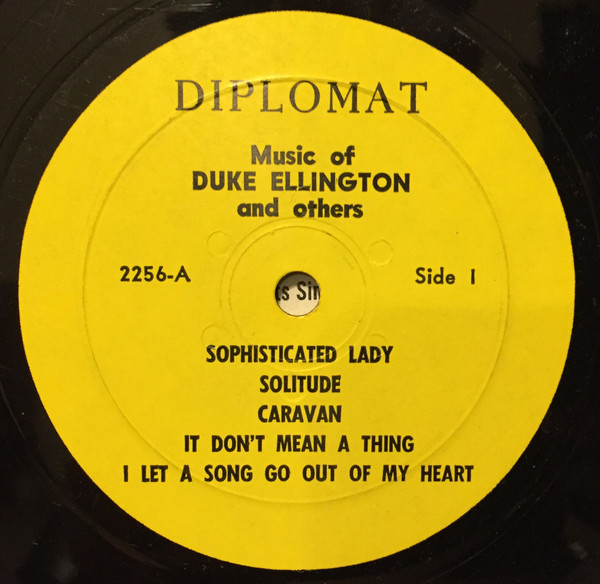 DIPLOMAT
Music of
DUKE ELLINGTON
and others
2256-A
Side 1
SOPHISTICATED LADY
SOLITUDE
CARAVAN
IT DON'T MEAN A THING
I LET A SONG GO OUT OF MY HEART